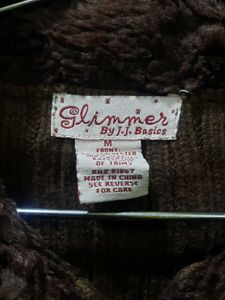 Glimmer
By J.J. Basics
M
FRONT:
OF TRIMS
MADE IN CHINA
SEE REVERSE
FOR CARE